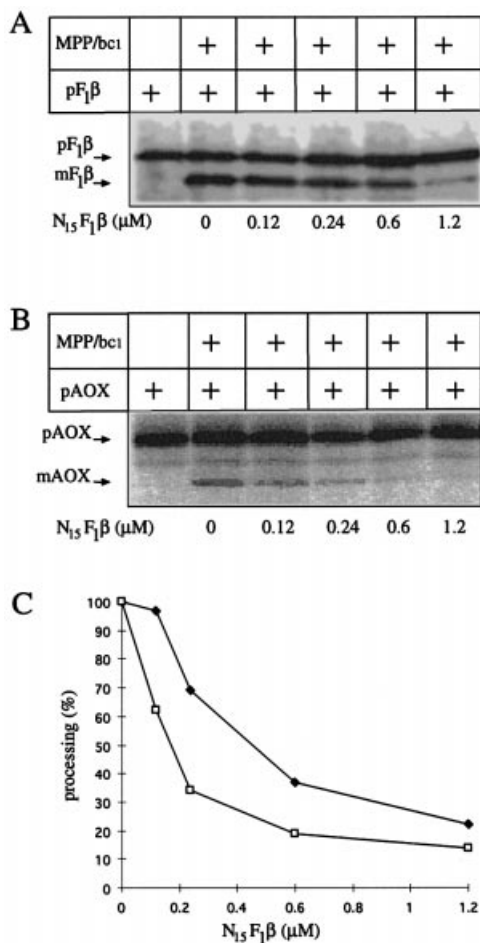 A
MPP/bc1 + + + + +
pF₁β + + + + + +
pF₁β
mF₁β
N₁₅F₁β (μM) 0 0.12 0.24 0.6 1.2
B
MPP/bc1 + + + + +
pAOX + + + + + +
pAOX
mAOX
N₁₅F₁β (μM) 0 0.12 0.24 0.6 1.2
C
100
90
80
70
60
50
40
30
20
10
0
processing (%)
0 0.2 0.4 0.6 0.8 1 1.2
N₁₅F₁β (μM)